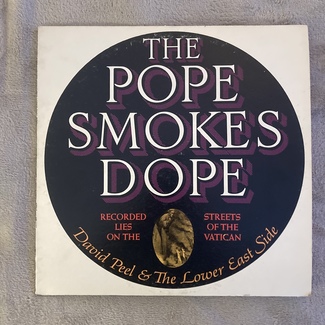 THE
POPE
SMOKES
DOPE
RECORDED
LIES
ON THE
STREETS
OF THE
VATICAN
David Peel & The Lower East Side